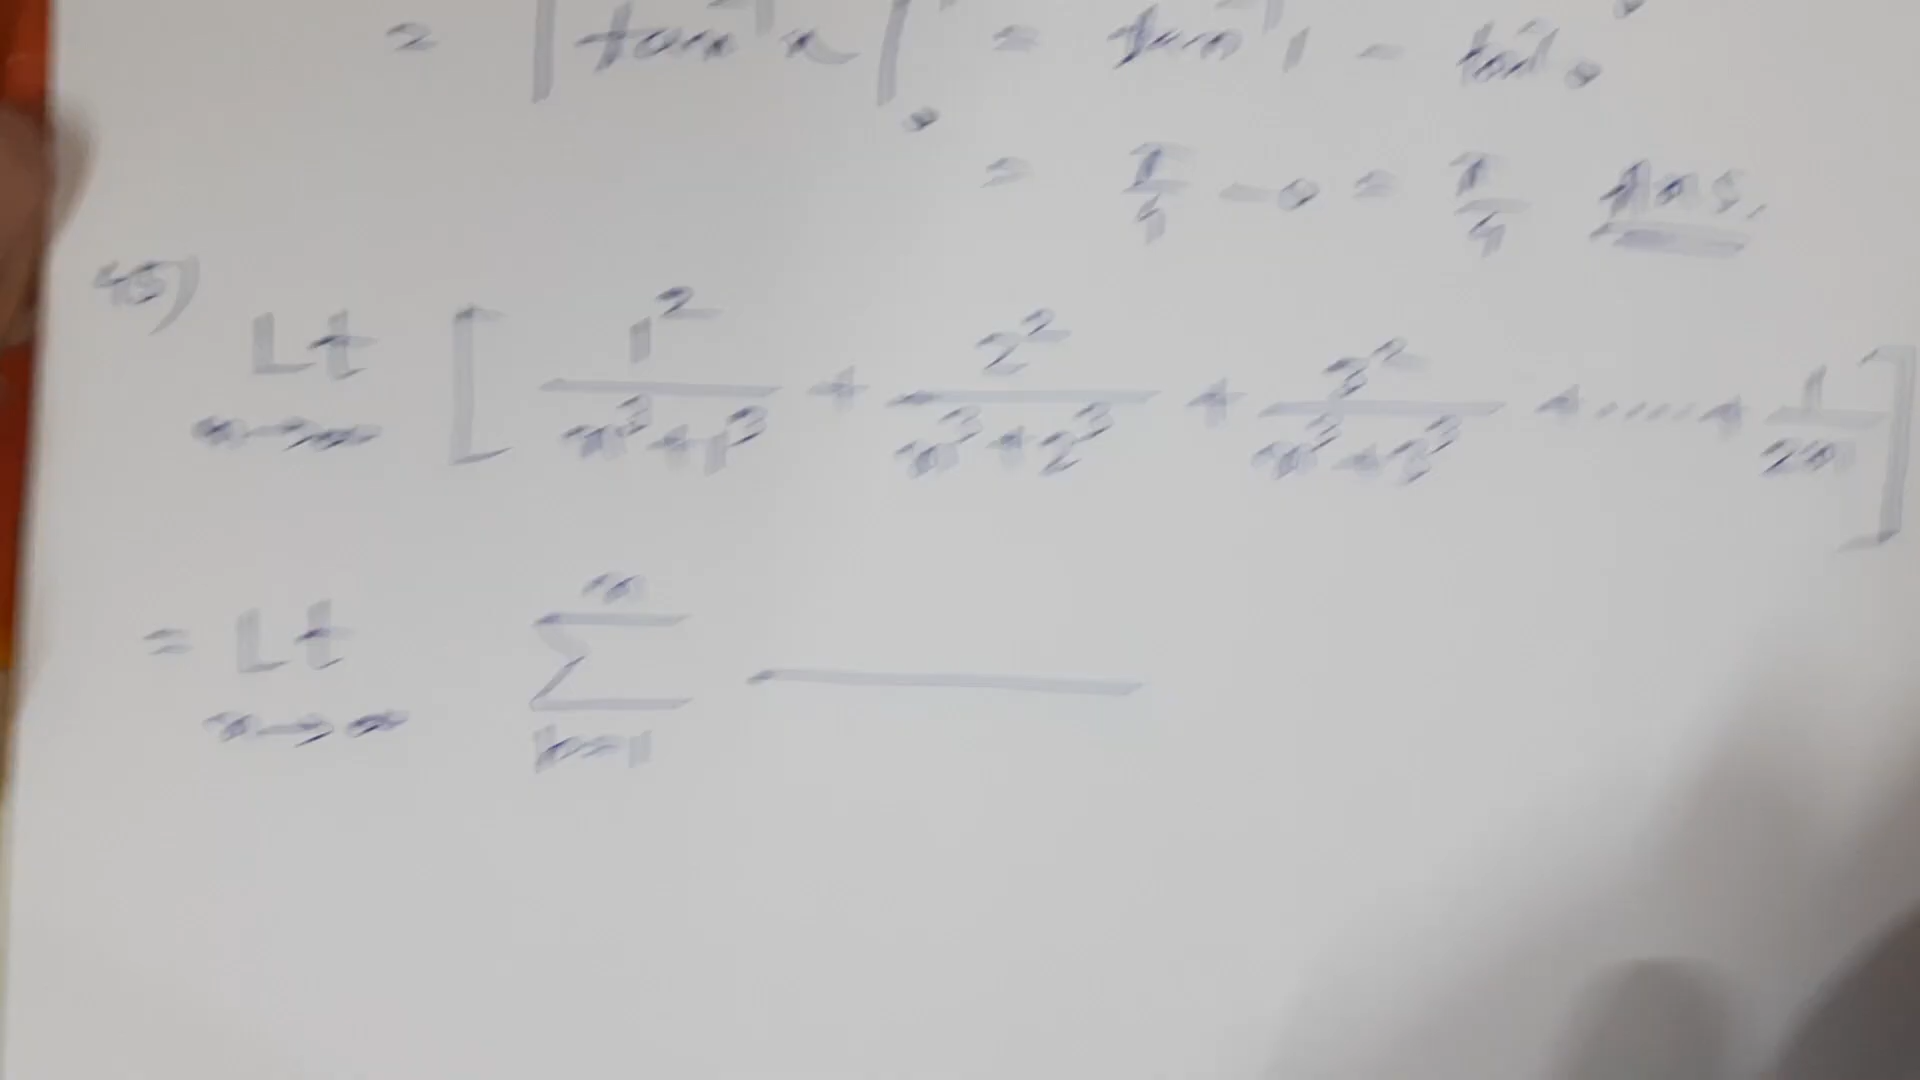 = |tan⁻¹x|₀¹ = tan⁻¹1 - tan⁻¹0
= π/4 - 0 = π/4 Ans.
45)
Lt n→∞ [ 1²/(n³+1³) + 2²/(n³+2³) + 3²/(n³+3³) + ...... + 1/2n ]
= Lt n→∞ Σ r=1 n